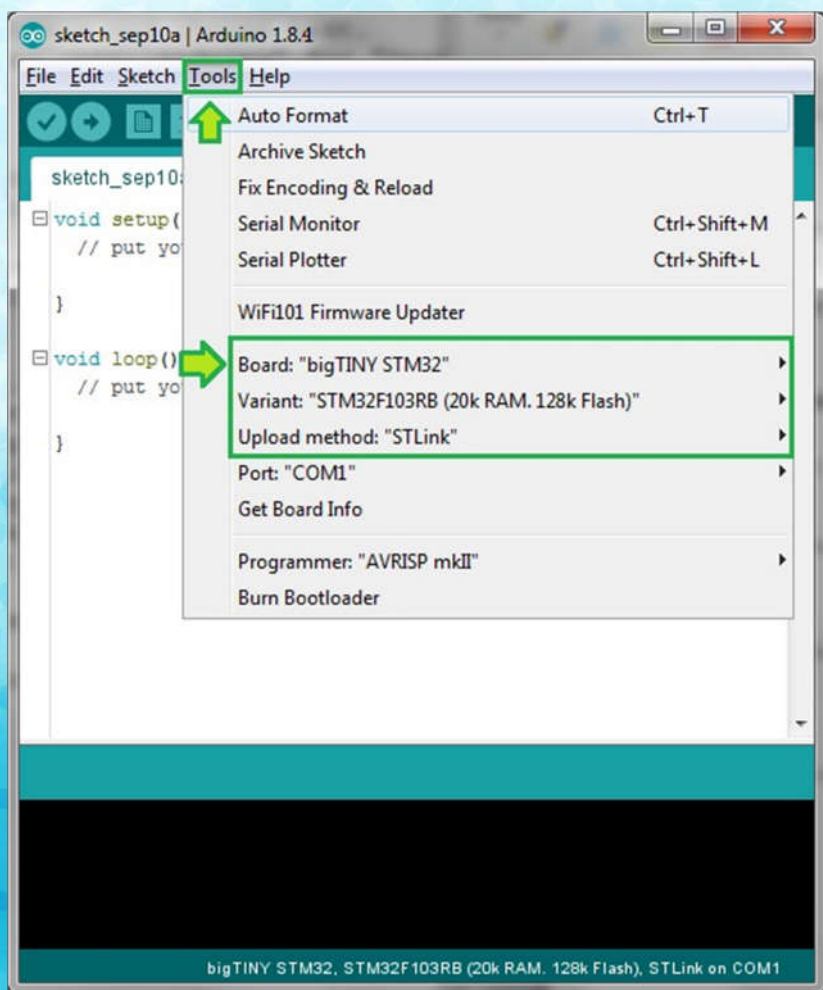 sketch_sep10a | Arduino 1.8.4
File Edit Sketch Tools Help
Auto Format Ctrl+T
Archive Sketch
sketch_sep10a
Fix Encoding & Reload
void setup(
Serial Monitor Ctrl+Shift+M
// put yo
Serial Plotter Ctrl+Shift+L
}
WiFi101 Firmware Updater
void loop()
Board: "bigTINY STM32"
// put yo
Variant: "STM32F103RB (20k RAM. 128k Flash)"
}
Upload method: "STLink"
Port: "COM1"
Get Board Info
Programmer: "AVRISP mkII"
Burn Bootloader
bigTINY STM32, STM32F103RB (20k RAM. 128k Flash), STLink on COM1